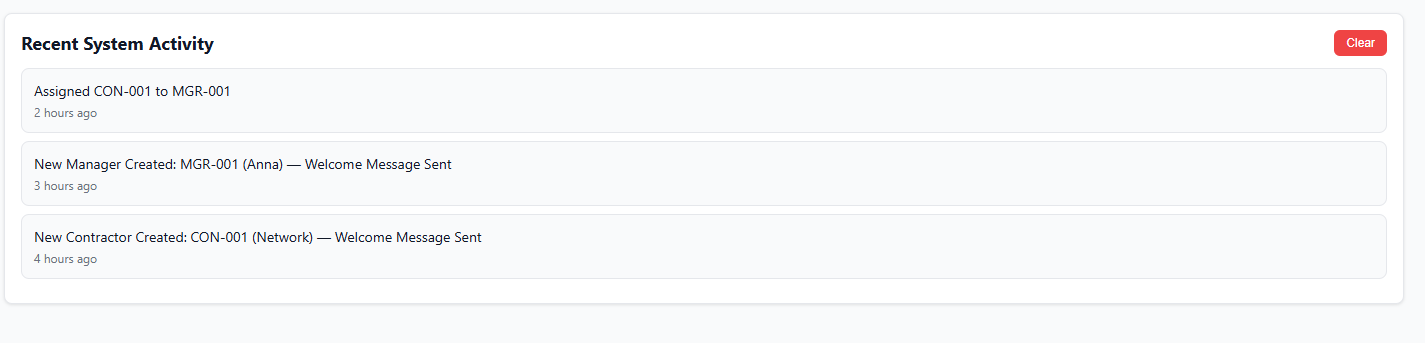 Recent System Activity
Clear
Assigned CON-001 to MGR-001
2 hours ago
New Manager Created: MGR-001 (Anna) — Welcome Message Sent
3 hours ago
New Contractor Created: CON-001 (Network) — Welcome Message Sent
4 hours ago